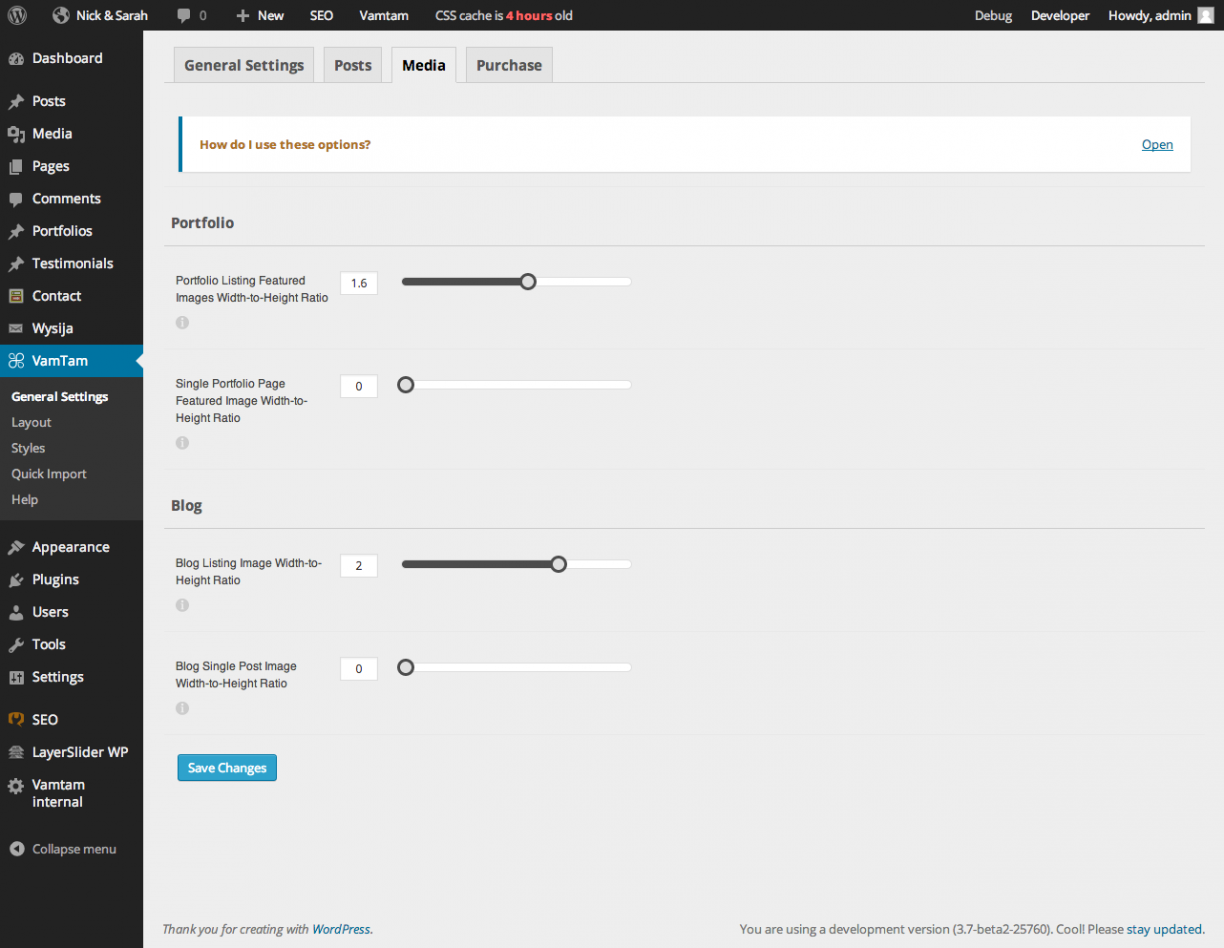 Nick & Sarah 0 New SEO Vamtam CSS cache is 4 hours old Debug Developer Howdy, admin
Dashboard
Posts
Media
Pages
Comments
Portfolios
Testimonials
Contact
Wysija
VamTam
General Settings
Layout
Styles
Quick Import
Help
Appearance
Plugins
Users
Tools
Settings
SEO
LayerSlider WP
Vamtam
internal
Collapse menu
General Settings Posts Media Purchase
How do I use these options? Open
Portfolio
Portfolio Listing Featured
Images Width-to-Height Ratio
1.6
Single Portfolio Page
Featured Image Width-to-
Height Ratio
0
Blog
Blog Listing Image Width-to-
Height Ratio
2
Blog Single Post Image
Width-to-Height Ratio
0
Save Changes
Thank you for creating with WordPress.
You are using a development version (3.7-beta2-25760). Cool! Please stay updated.